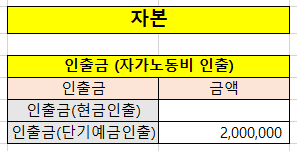 자본
인출금 (자가노동비 인출)
인출금 금액
인출금(현금인출)
인출금(단기예금인출) 2,000,000